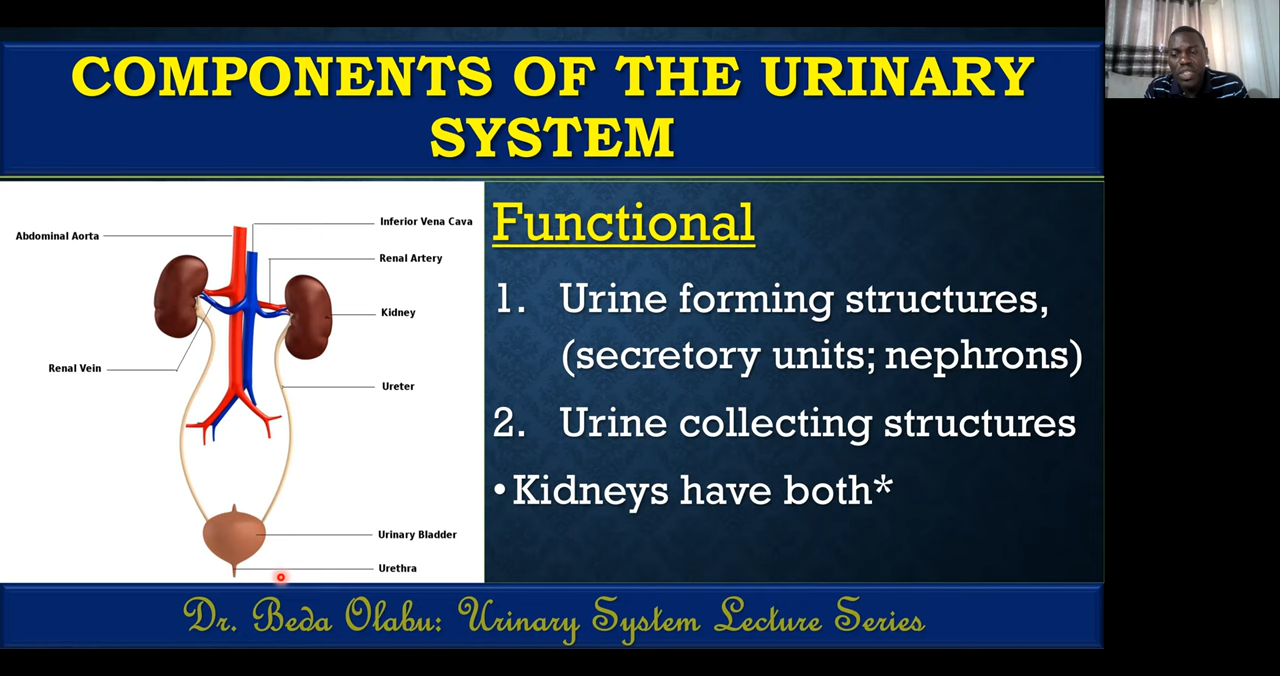 COMPONENTS OF THE URINARY
SYSTEM
Abdominal Aorta
Inferior Vena Cava
Renal Artery
Kidney
Renal Vein
Ureter
Urinary Bladder
Urethra
Functional
1. Urine forming structures,
(secretory units; nephrons)
2. Urine collecting structures
• Kidneys have both*
Dr. Beda Olabu: Urinary System Lecture Series